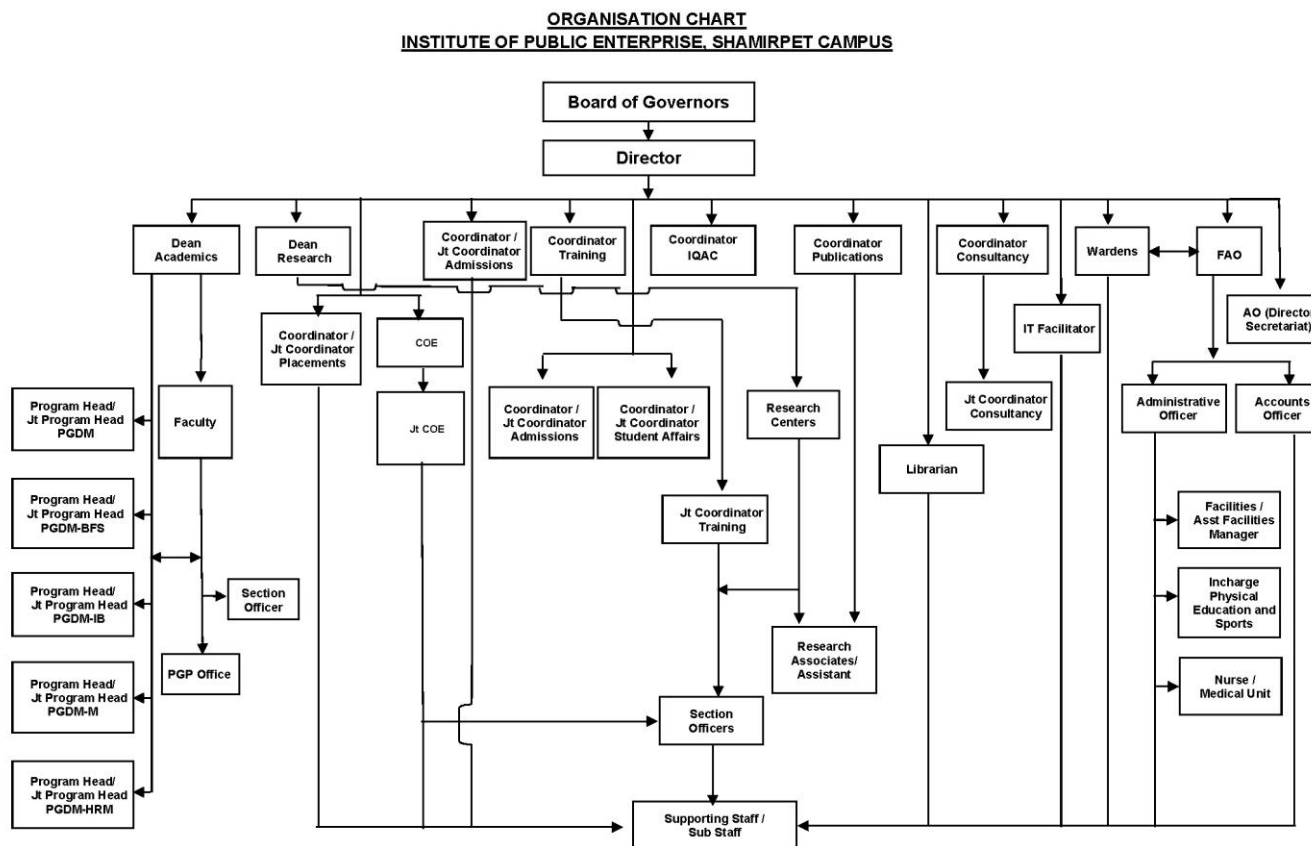 ORGANISATION CHART
INSTITUTE OF PUBLIC ENTERPRISE, SHAMIRPET CAMPUS
Board of Governors
Director
Dean
Academics
Dean
Research
Coordinator /
Jt Coordinator
Admissions
Coordinator
Training
Coordinator
IQAC
Coordinator
Publications
Coordinator
Consultancy
Wardens
FAO
Coordinator /
Jt Coordinator
Placements
COE
IT Facilitator
AO (Director
Secretariat)
Program Head/
Jt Program Head
PGDM
Faculty
Jt COE
Coordinator /
Jt Coordinator
Admissions
Coordinator /
Jt Coordinator
Student Affairs
Research
Centers
Jt Coordinator
Consultancy
Administrative
Officer
Accounts
Officer
Librarian
Program Head/
Jt Program Head
PGDM-BFS
Jt Coordinator
Training
Facilities /
Asst Facilities
Manager
Program Head/
Jt Program Head
PGDM-IB
Section
Officer
Incharge
Physical
Education and
Sports
PGP Office
Research
Associates/
Assistant
Program Head/
Jt Program Head
PGDM-M
Section
Officers
Nurse /
Medical Unit
Program Head/
Jt Program Head
PGDM-HRM
Supporting Staff /
Sub Staff